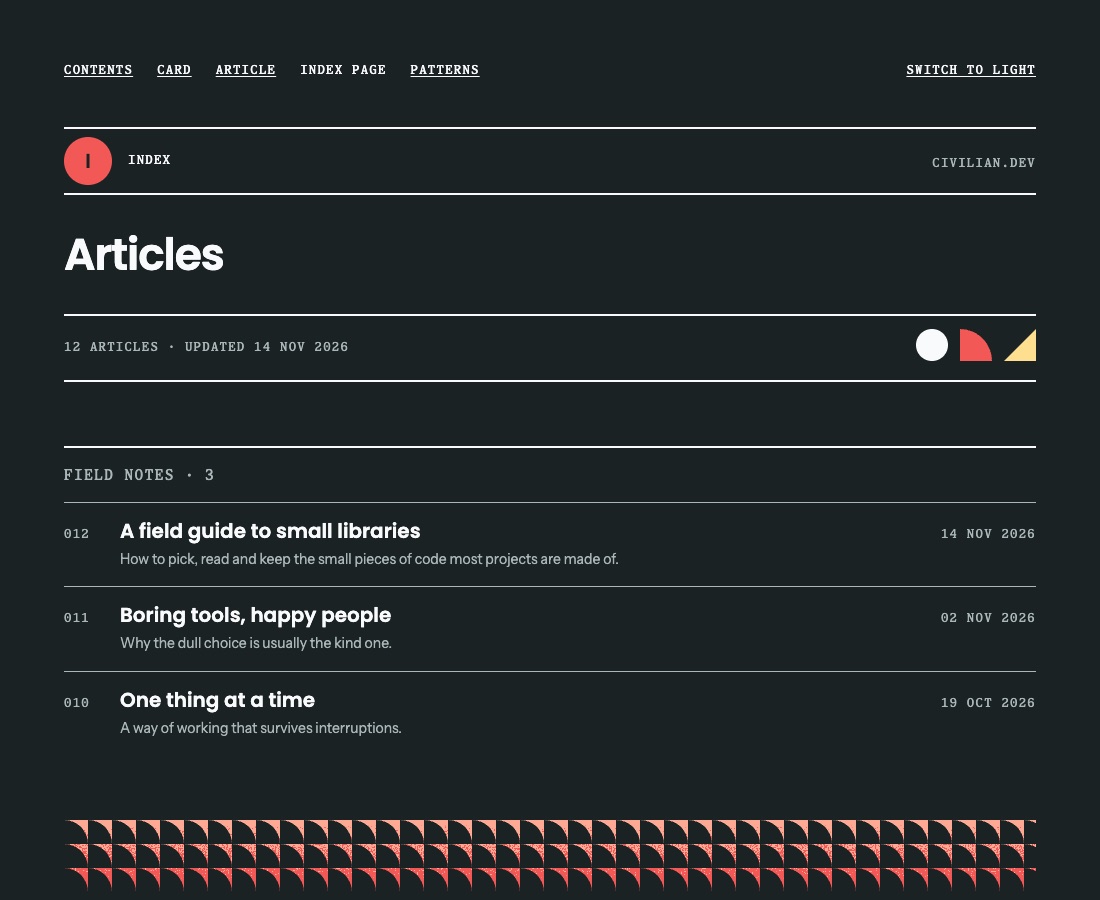 CONTENTS CARD ARTICLE INDEX PAGE PATTERNS SWITCH TO LIGHT
I INDEX CIVILIAN.DEV
Articles
12 ARTICLES · UPDATED 14 NOV 2026
FIELD NOTES · 3
012 A field guide to small libraries 14 NOV 2026
How to pick, read and keep the small pieces of code most projects are made of.
011 Boring tools, happy people 02 NOV 2026
Why the dull choice is usually the kind one.
010 One thing at a time 19 OCT 2026
A way of working that survives interruptions.